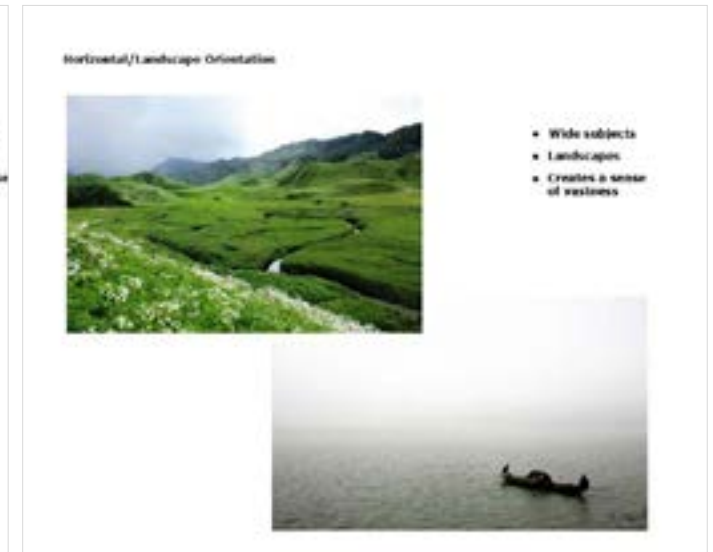 Horizontal/Landscape Orientation
• Wide subjects
• Landscapes
• Creates a sense
of vastness